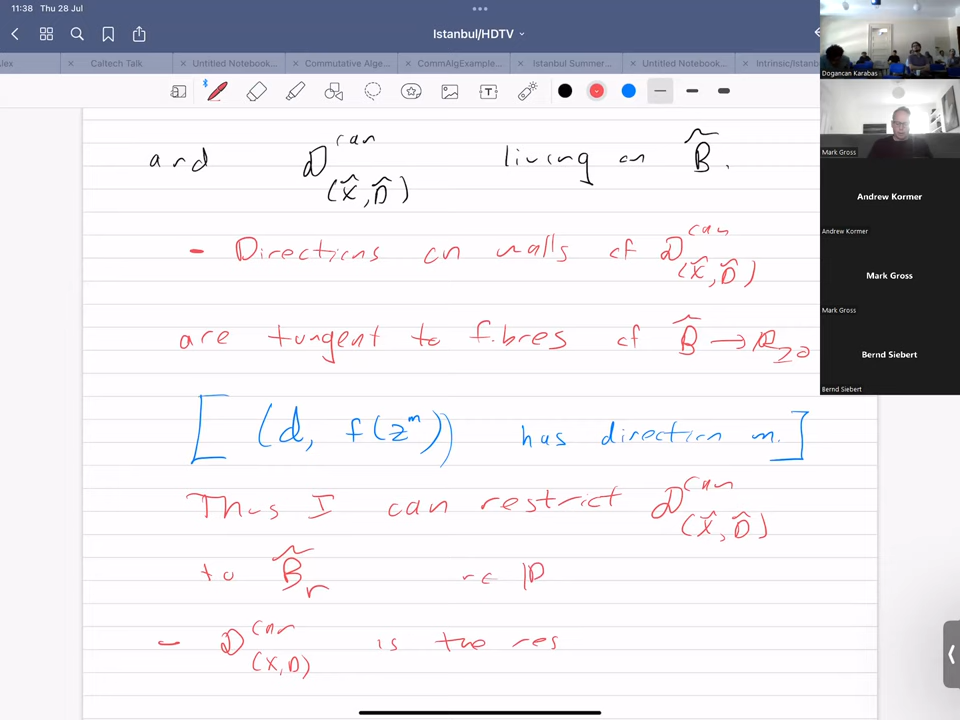 11:38 Thu 28 Jul
Istanbul/HDTV
lex
Caltech Talk
Untitled Notebook...
Commutative Alge...
CommAlgExample...
Istanbul Summer...
Untitled Notebook...
Intrinsic/Istanb
Dogancan Karabas
Mark Gross
Andrew Kormer
Andrew Kormer
Mark Gross
Mark Gross
Bernd Siebert
Bernd Siebert
and 𝒟^can_(X̃,D̃) living on B̃.
- Directions on walls of 𝒟^can_(X̃,D̃)
are tangent to fibres of B̃ → ℝ≥0
[(d, f(z^m)) has direction m.]
Thus I can restrict 𝒟^can_(X̃,D̃)
to B̃_r
- 𝒟^can_(X,D) is the res